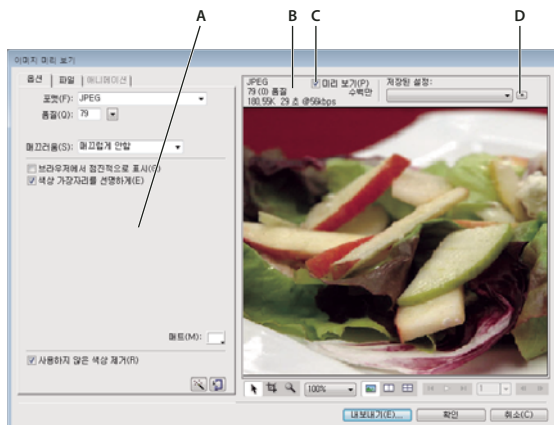 A B C D
이미지 미리 보기
옵션 파일 애니메이션
포맷(F): JPEG
품질(Q): 79
매끄러움(S): 매끄럽게 안함
브라우저에서 점진적으로 표시(P)
색상 가장자리를 선명하게(E)
매트(M):
사용하지 않은 색상 제거(R)
JPEG
79 (0) 품질
180,55K 29 초 @56kbps
미리 보기(P)
수백만
저장된 설정:
100%
1
내보내기(E)... 확인 취소(C)